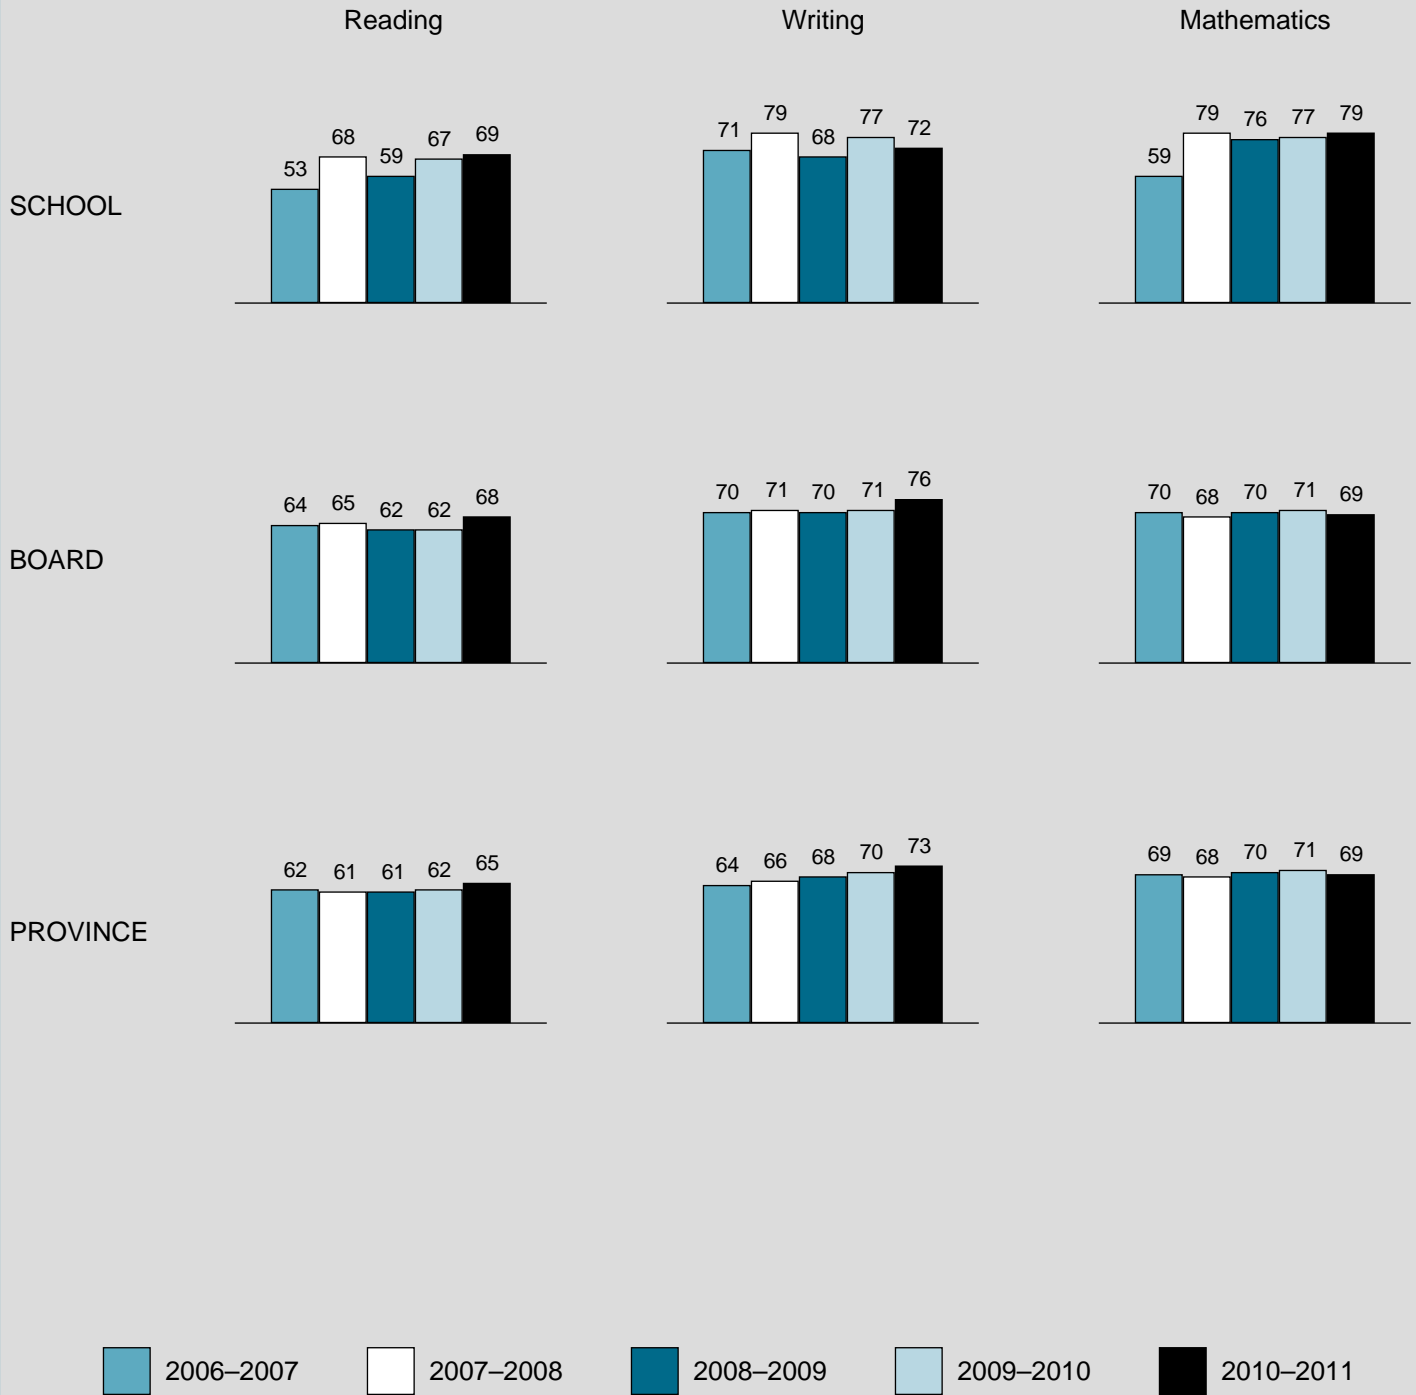 Reading Writing Mathematics
SCHOOL
53 68 59 67 69
71 79 68 77 72
59 79 76 77 79
BOARD
64 65 62 62 68
70 71 70 71 76
70 68 70 71 69
PROVINCE
62 61 61 62 65
64 66 68 70 73
69 68 70 71 69
2006–2007 2007–2008 2008–2009 2009–2010 2010–2011